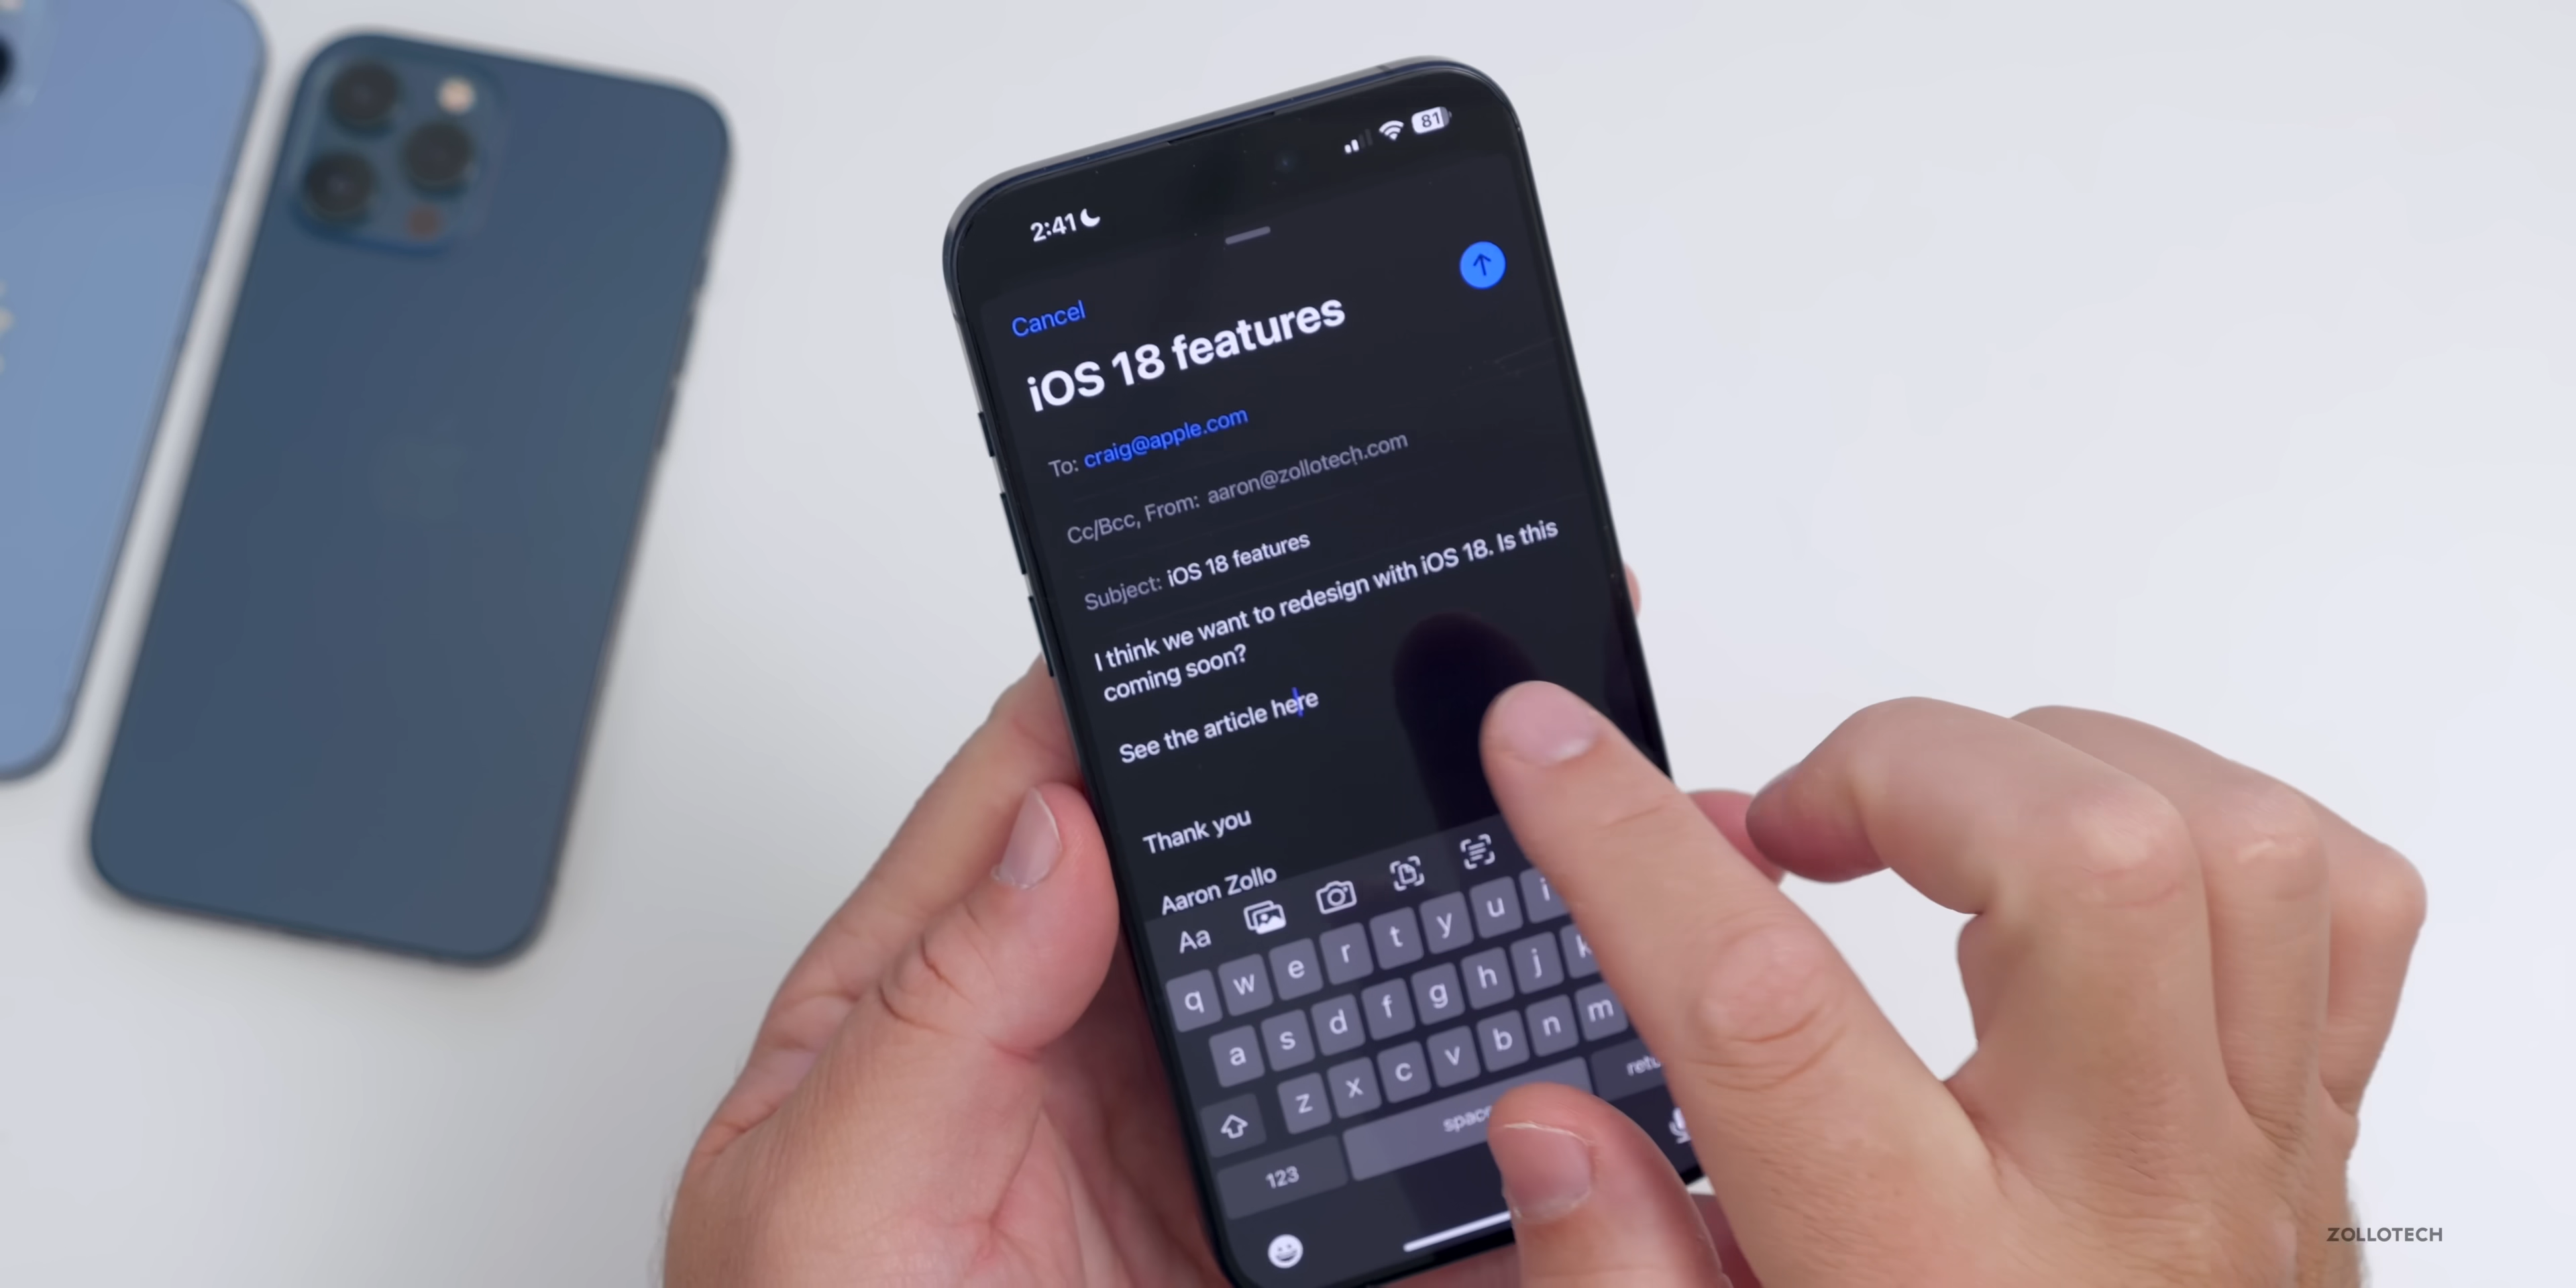 2:41
81
Cancel
iOS 18 features
To: craig@apple.com
Cc/Bcc, From: aaron@zollotech.com
Subject: iOS 18 features
I think we want to redesign with iOS 18. Is this
coming soon?
See the article here
Thank you
Aaron Zollo
Aa
q w e r t y u i
a s d f g h j k
z x c v b n m
123 space
ZOLLOTECH